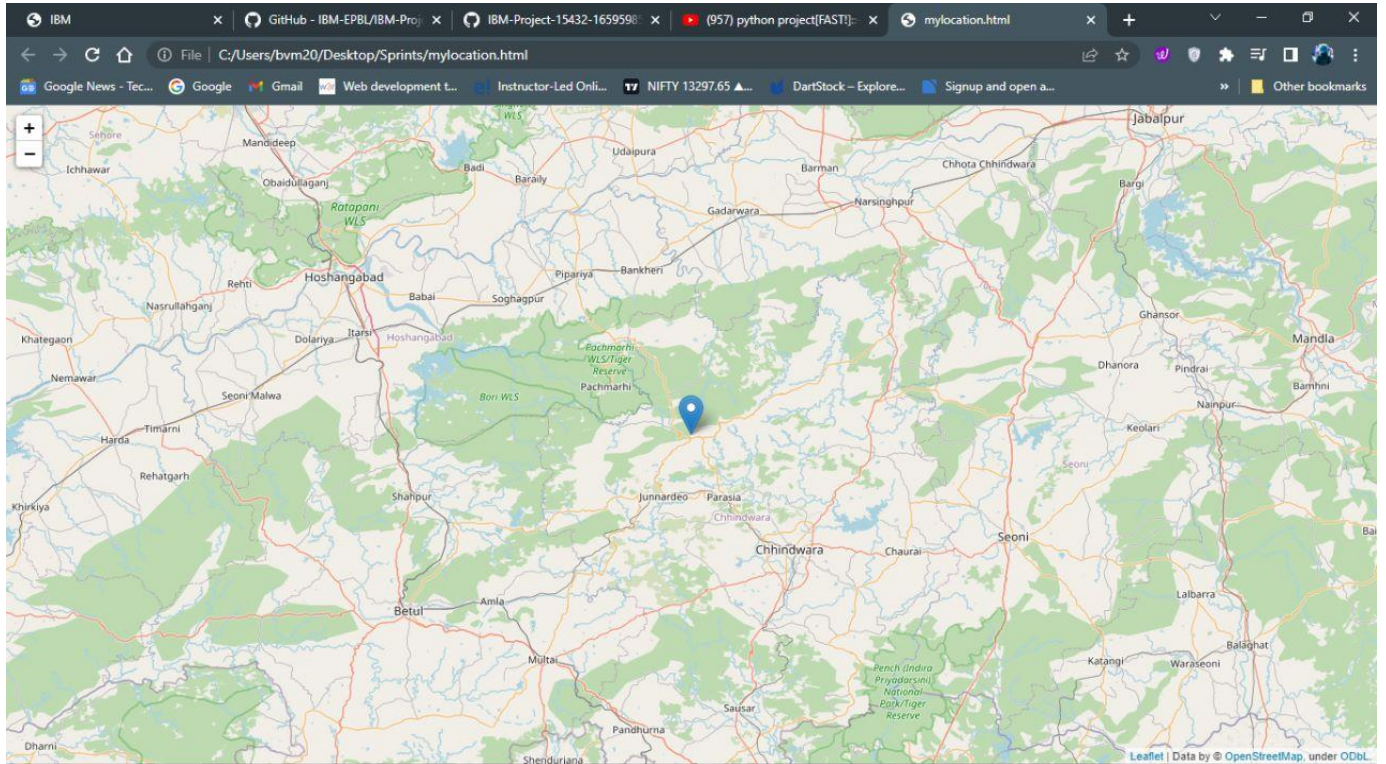 IBM
GitHub - IBM-EPBL/IBM-Proj
IBM-Project-15432-16595985
(957) python project[FAST!]:-
mylocation.html
File | C:/Users/bvm20/Desktop/Sprints/mylocation.html
Google News - Tec...
Google
Gmail
Web development t...
Instructor-Led Onli...
NIFTY 13297.65 ▲...
DartStock – Explore...
Signup and open a...
»
Other bookmarks
+
−
Sehore
Mandideep
WLS
Jabalpur
Ichhawar
Badi
Udaipura
Barman
Chhota Chhindwara
Obaidullaganj
Baraily
Bargi
Ratapani
WLS
Gadarwara
Narsinghpur
Hoshangabad
Rehti
Pipariya
Bankheri
Nasrullahganj
Babai
Soghagpur
Ghansor
Khategaon
Dolariya
Itarsi
Hoshangabad
Mandla
Pachmarhi
WLS/Tiger
Reserve
Dhanora
Pindrai
Nemawar
Pachmarhi
Bamhni
Seoni Malwa
Bori WLS
Nainpur
Timarni
Harda
Keolari
Rehatgarh
Seoni
Khirkiya
Shahpur
Junnardeo
Parasia
Chhindwara
Bai
Chhindwara
Chaurai
Seoni
Betul
Amla
Lalbarra
Balaghat
Multai
Pench (Indira
Priyadarsini)
National
Park/Tiger
Reserve
Katangi
Waraseoni
Sausar
Pandhurna
Dharni
Shendurjana
Leaflet | Data by © OpenStreetMap, under ODbL.